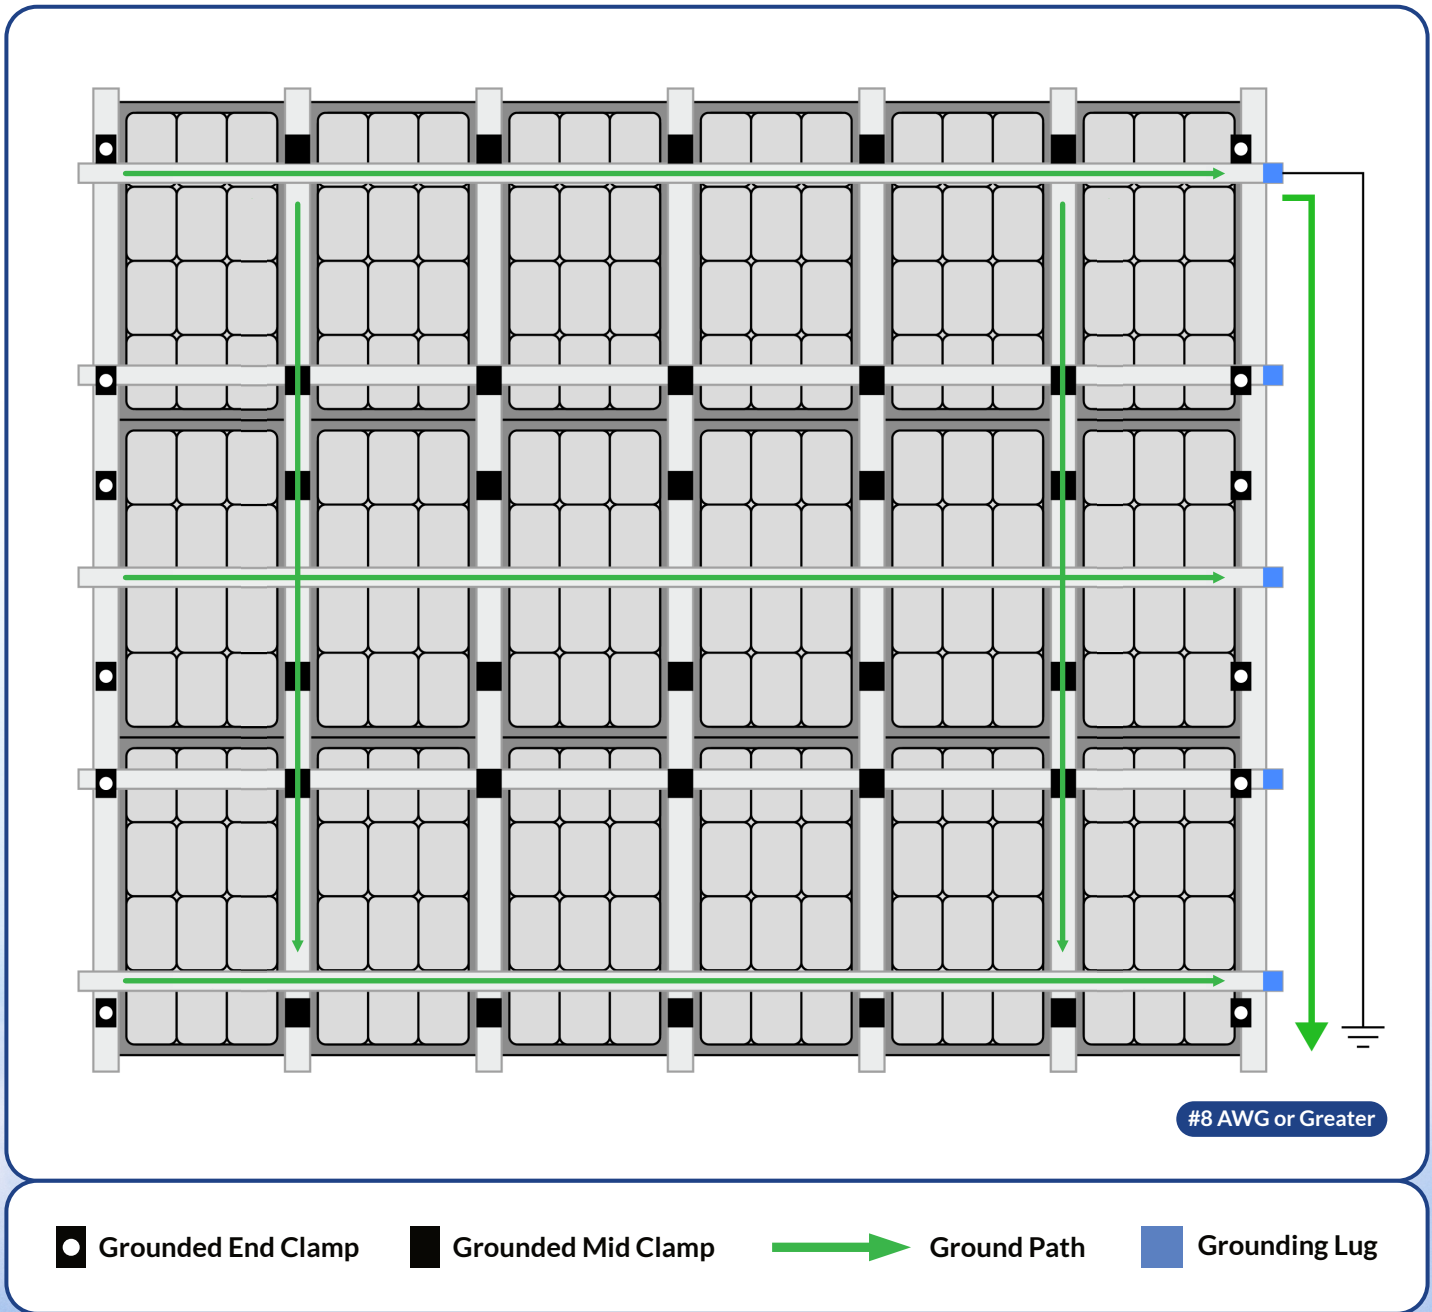 #8 AWG or Greater
Grounded End Clamp
Grounded Mid Clamp
Ground Path
Grounding Lug